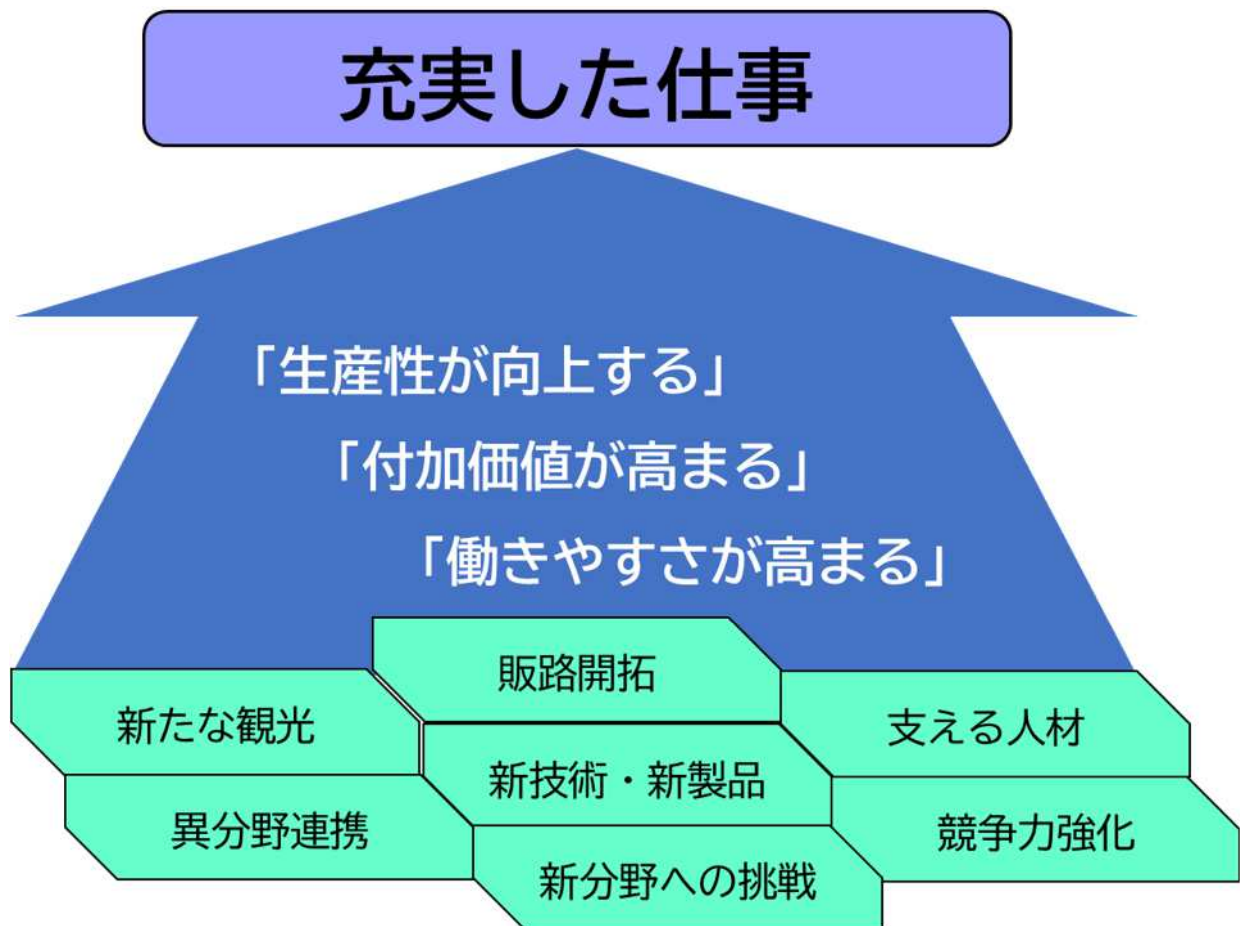 充実した仕事
「生産性が向上する」
「付加価値が高まる」
「働きやすさが高まる」
販路開拓
新たな観光
支える人材
新技術・新製品
異分野連携
競争力強化
新分野への挑戦